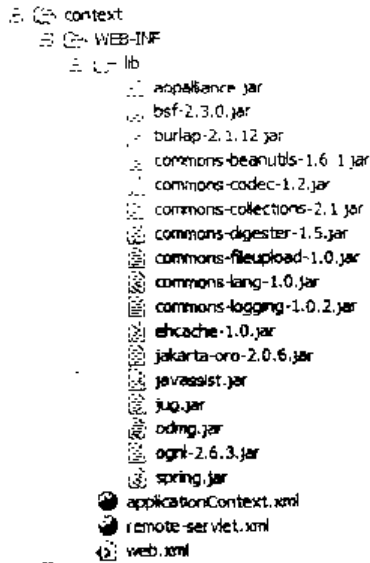 context
WEB-INF
lib
aopalliance.jar
bsf-2.3.0.jar
burlap-2.1.12.jar
commons-beanutils-1.6.1.jar
commons-codec-1.2.jar
commons-collections-2.1.jar
commons-digester-1.5.jar
commons-fileupload-1.0.jar
commons-lang-1.0.jar
commons-logging-1.0.2.jar
ehcache-1.0.jar
jakarta-oro-2.0.6.jar
javassist.jar
jug.jar
odmg.jar
ognl-2.6.3.jar
spring.jar
applicationContext.xml
remote-servlet.xml
web.xml